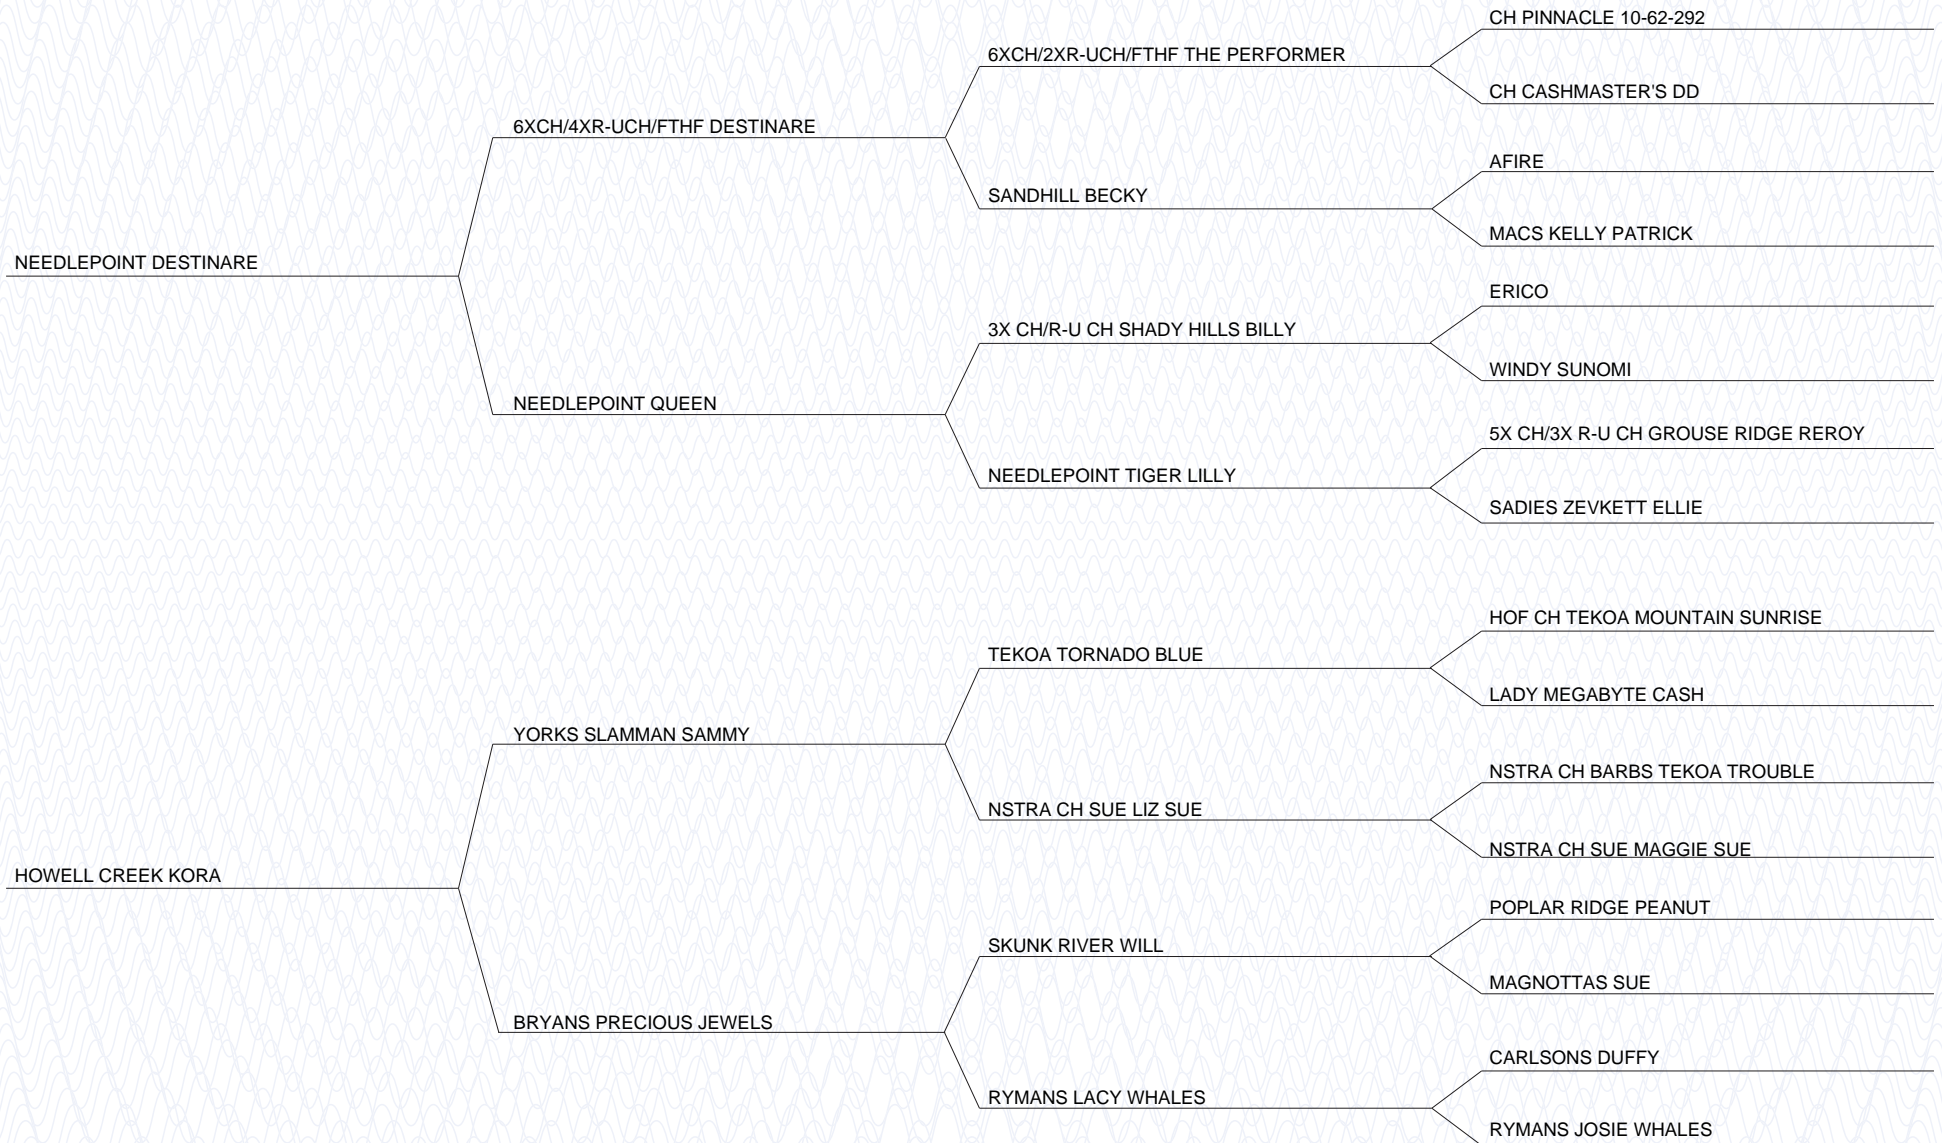 CH PINNACLE 10-62-292
6XCH/2XR-UCH/FTHF THE PERFORMER
CH CASHMASTER'S DD
6XCH/4XR-UCH/FTHF DESTINARE
AFIRE
SANDHILL BECKY
MACS KELLY PATRICK
NEEDLEPOINT DESTINARE
ERICO
3X CH/R-U CH SHADY HILLS BILLY
WINDY SUNOMI
NEEDLEPOINT QUEEN
5X CH/3X R-U CH GROUSE RIDGE REROY
NEEDLEPOINT TIGER LILLY
SADIES ZEVKETT ELLIE
HOF CH TEKOA MOUNTAIN SUNRISE
TEKOA TORNADO BLUE
LADY MEGABYTE CASH
YORKS SLAMMAN SAMMY
NSTRA CH BARBS TEKOA TROUBLE
NSTRA CH SUE LIZ SUE
NSTRA CH SUE MAGGIE SUE
HOWELL CREEK KORA
POPLAR RIDGE PEANUT
SKUNK RIVER WILL
MAGNOTTAS SUE
BRYANS PRECIOUS JEWELS
CARLSONS DUFFY
RYMANS LACY WHALES
RYMANS JOSIE WHALES